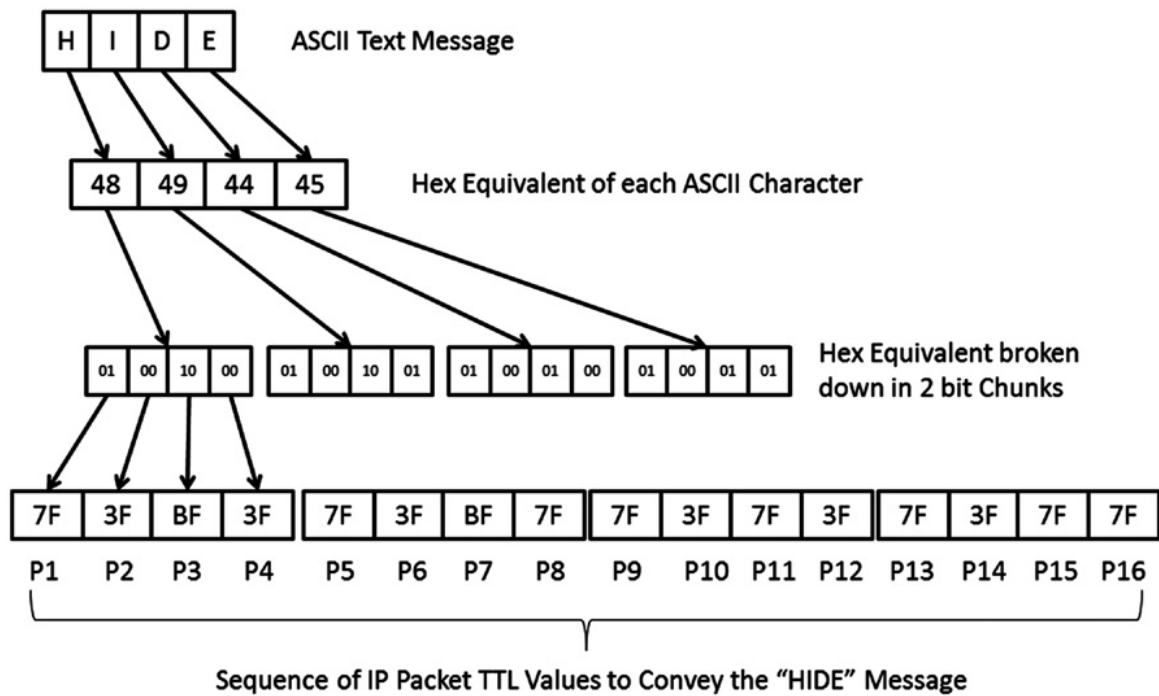 H I D E
ASCII Text Message
48 49 44 45
Hex Equivalent of each ASCII Character
01 00 10 00 01 00 10 01 01 00 01 00 01 00 01 01
Hex Equivalent broken
down in 2 bit Chunks
7F 3F BF 3F 7F 3F BF 7F 7F 3F 7F 3F 7F 3F 7F 7F
P1 P2 P3 P4 P5 P6 P7 P8 P9 P10 P11 P12 P13 P14 P15 P16
Sequence of IP Packet TTL Values to Convey the “HIDE” Message